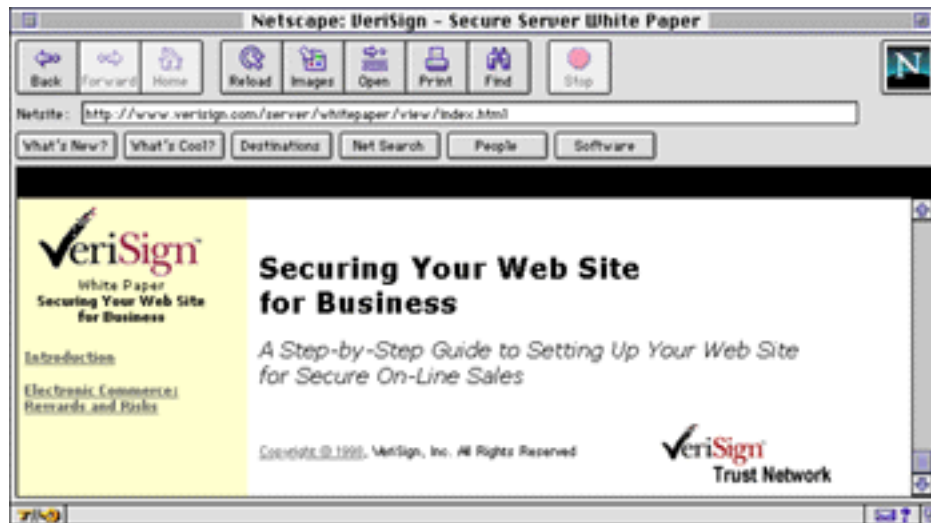 Netscape: VeriSign - Secure Server White Paper
Back Forward Home Reload Images Open Print Find Stop
N
Netsite: http://www.verisign.com/server/whitepaper/view/index.html
What's New? What's Cool? Destinations Net Search People Software
VeriSign
White Paper
Securing Your Web Site
for Business
Introduction
Electronic Commerce:
Rewards and Risks
Securing Your Web Site
for Business
A Step-by-Step Guide to Setting Up Your Web Site
for Secure On-Line Sales
Copyright © 1998, VeriSign, Inc. All Rights Reserved
VeriSign
Trust Network
?